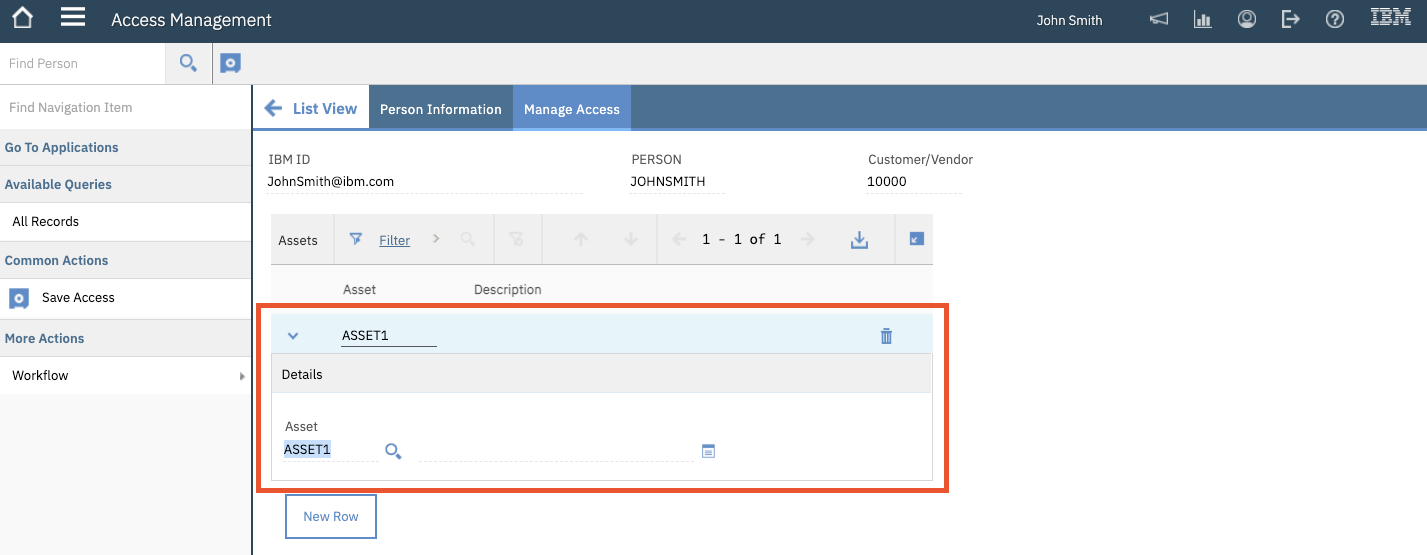 Access Management
John Smith
IBM
Find Person
Find Navigation Item
Go To Applications
Available Queries
All Records
Common Actions
Save Access
More Actions
Workflow
List View
Person Information
Manage Access
IBM ID
PERSON
Customer/Vendor
JohnSmith@ibm.com
JOHNSMITH
10000
Assets
Filter
1 - 1 of 1
Asset
Description
ASSET1
Details
Asset
ASSET1
New Row